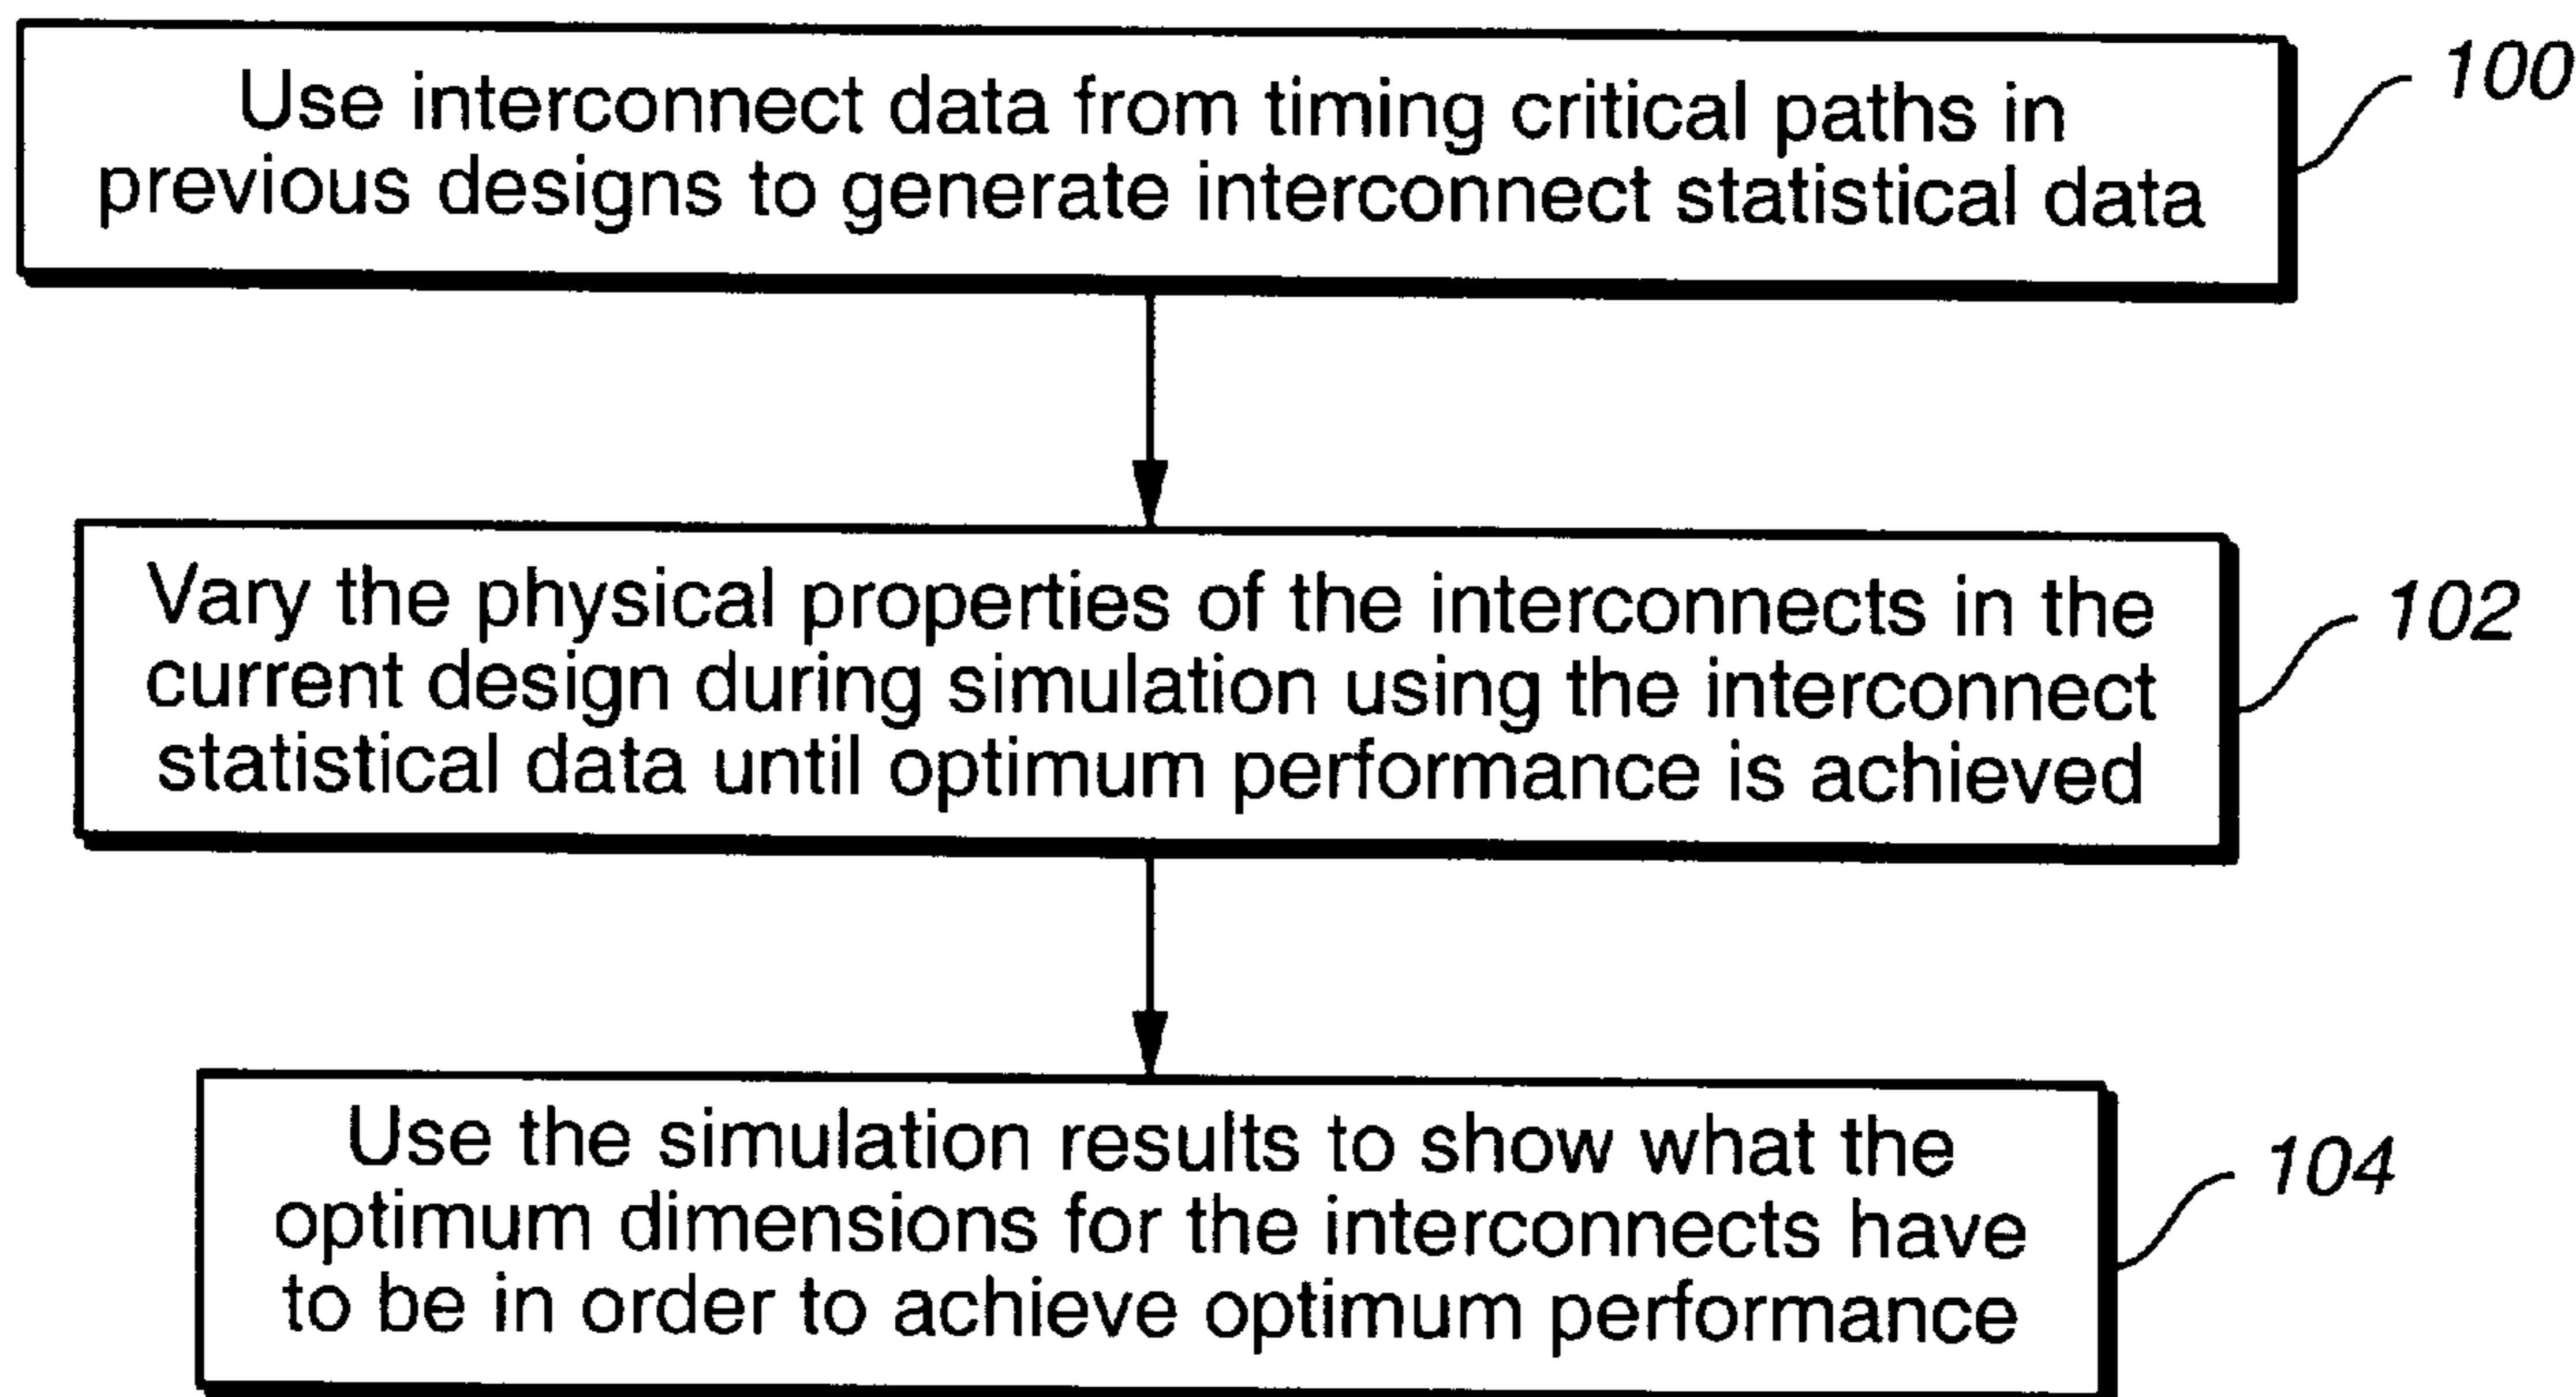 Use interconnect data from timing critical paths in
previous designs to generate interconnect statistical data
100
Vary the physical properties of the interconnects in the
current design during simulation using the interconnect
statistical data until optimum performance is achieved
102
Use the simulation results to show what the
optimum dimensions for the interconnects have
to be in order to achieve optimum performance
104